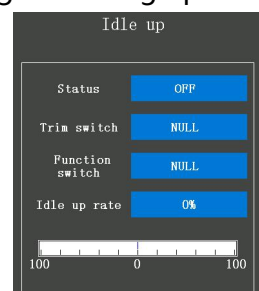 Idle up
Status OFF
Trim switch NULL
Function
switch NULL
Idle up rate 0%
100 0 100